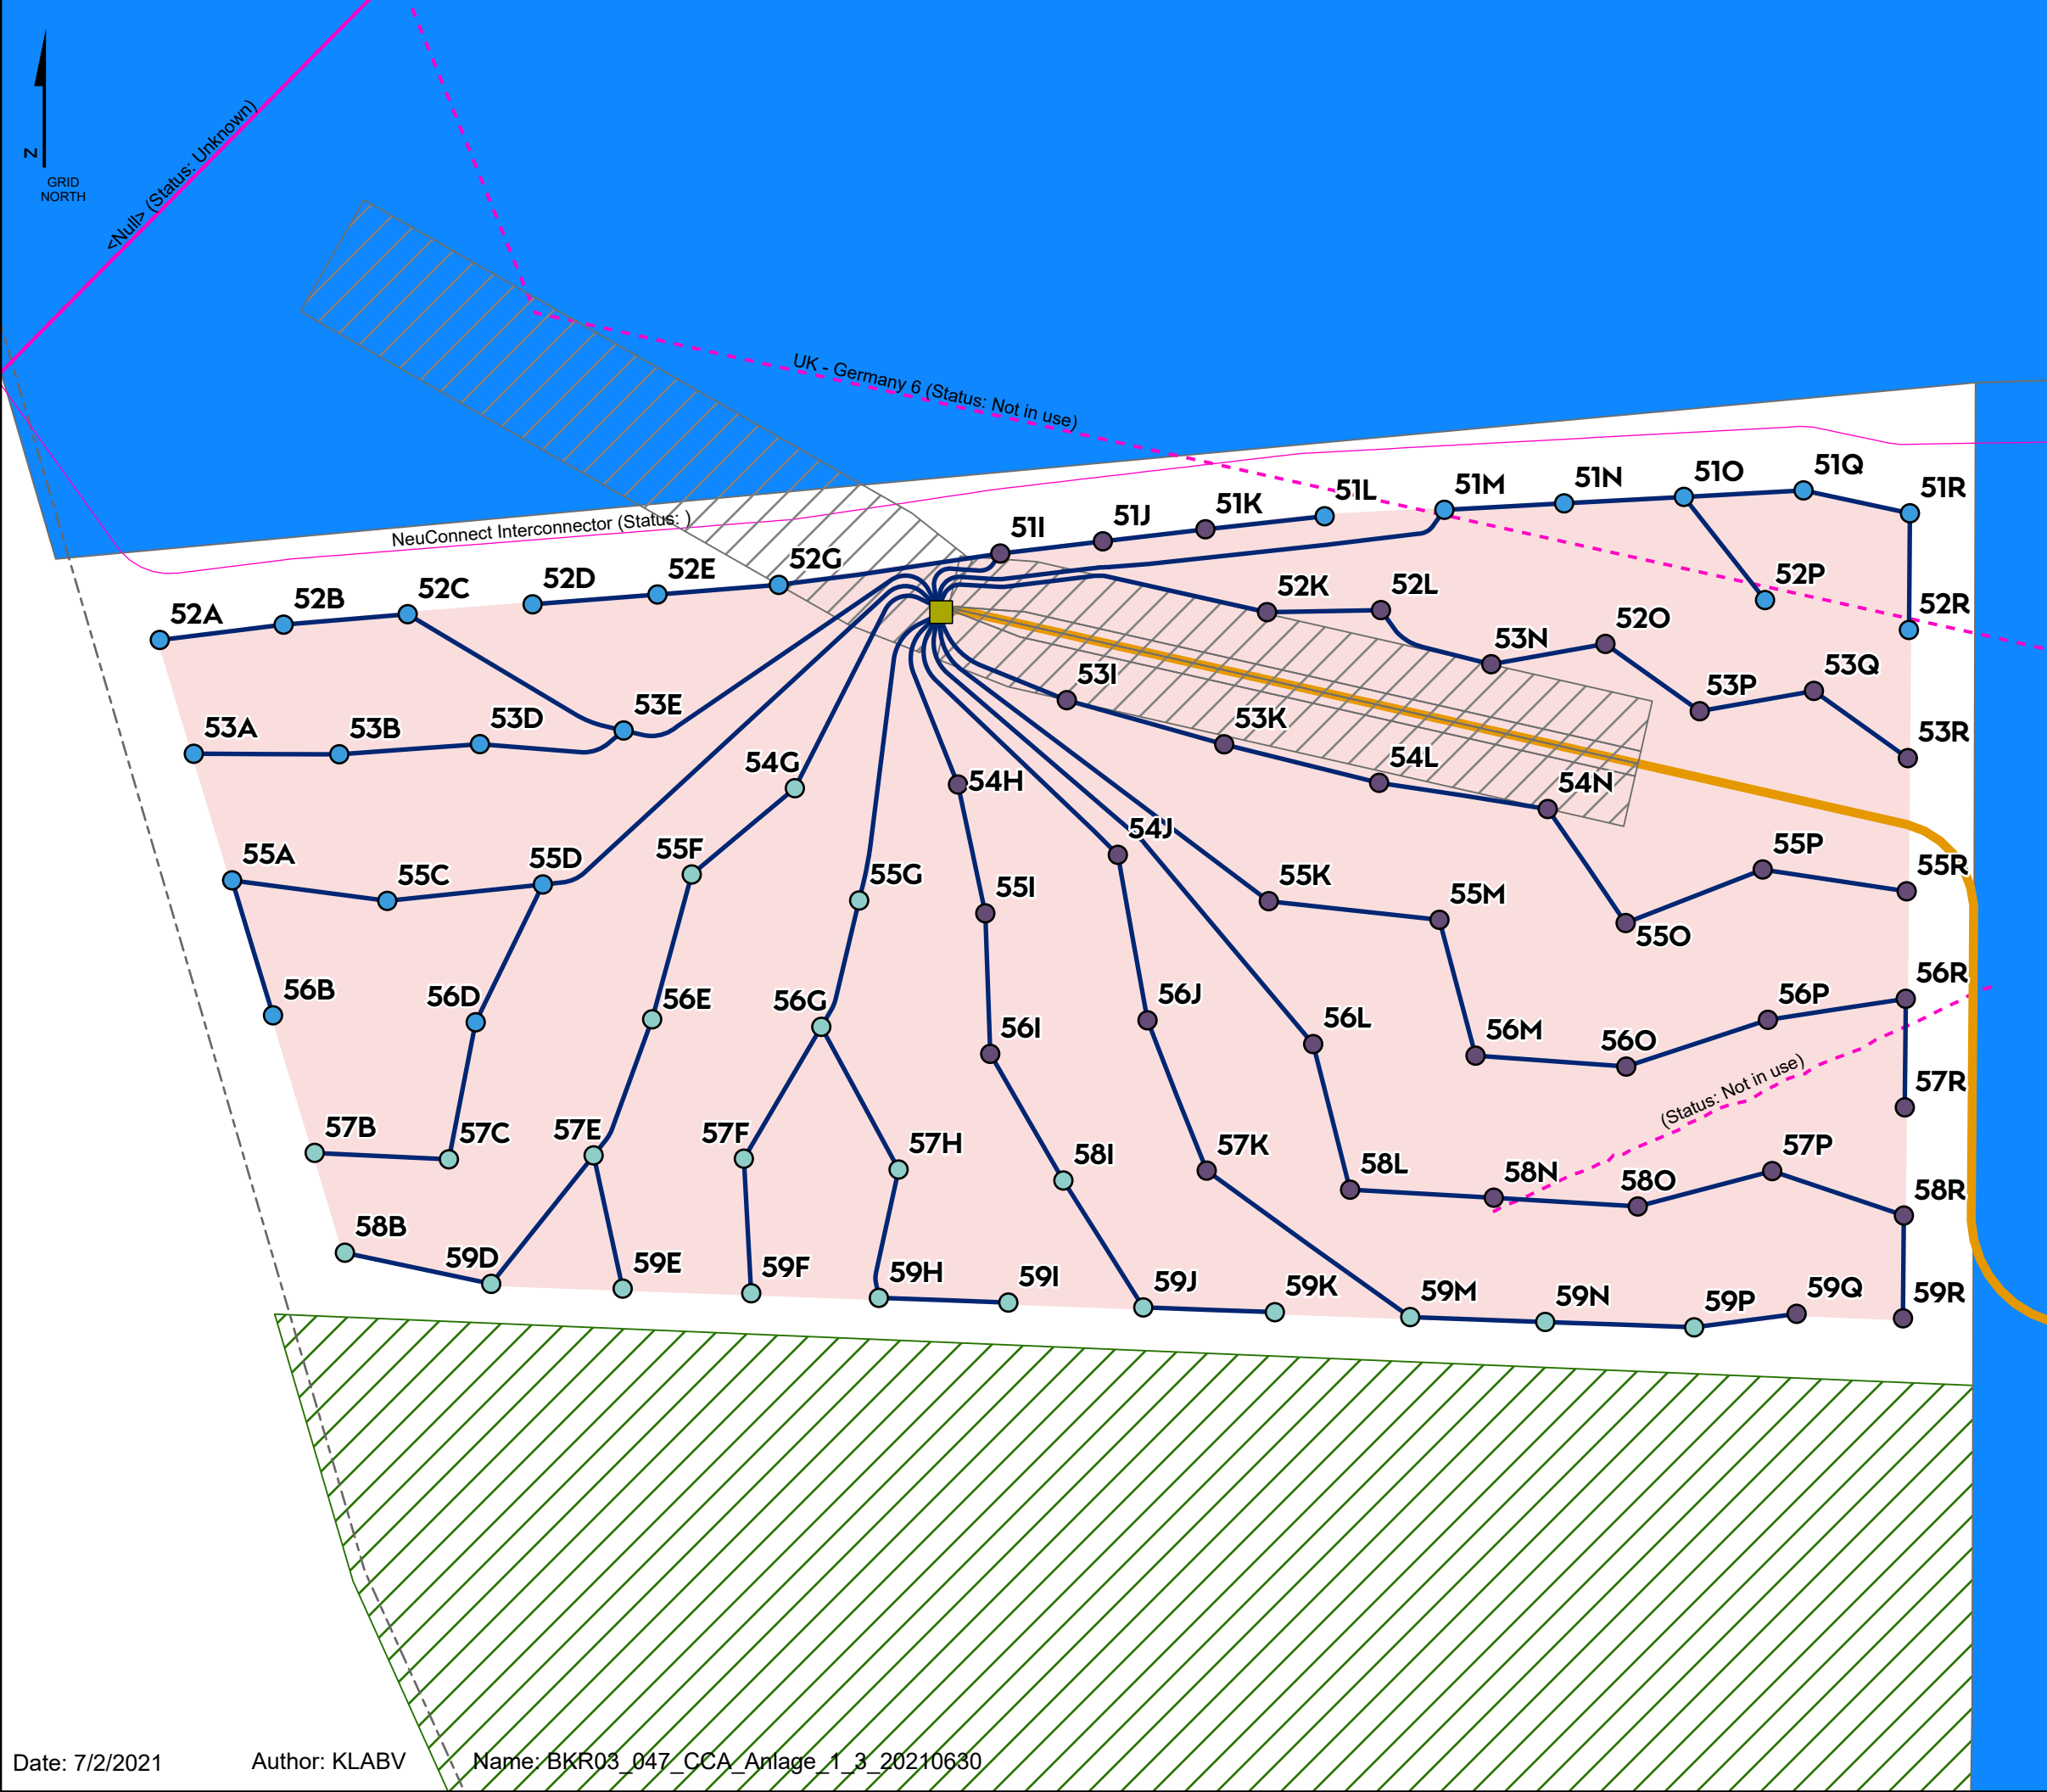 Z
GRID
NORTH
<Null> (Status: Unknown)
UK - Germany 6 (Status: Not in use)
NeuConnect Interconnector (Status: )
51I
51J
51K
51L
51M
51N
51O
51Q
51R
52A
52B
52C
52D
52E
52G
52K
52L
52O
52P
52R
53A
53B
53D
53E
53I
53K
53N
53P
53Q
53R
54G
54H
54J
54L
54N
55A
55C
55D
55F
55G
55I
55K
55M
55O
55P
55R
56B
56D
56E
56G
56I
56J
56L
56M
56O
56P
56R
(Status: Not in use)
57B
57C
57E
57F
57H
57K
57P
57R
58B
58I
58L
58N
58O
58R
59D
59E
59F
59H
59I
59J
59K
59M
59N
59P
59Q
59R
Date: 7/2/2021 Author: KLABV Name: BKR03_047_CCA_Anlage_1_3_20210630